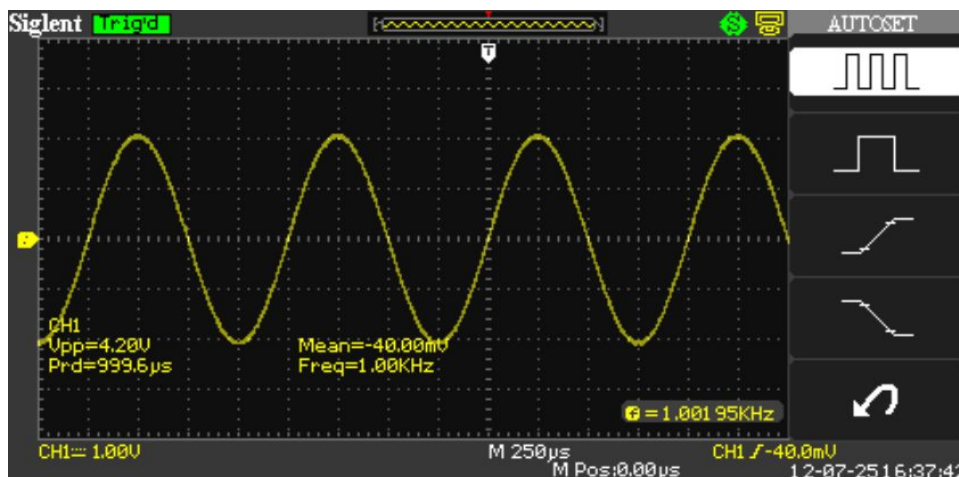 Siglent Trig'd AUTOSET
T
CH1
Vpp=4.20V Mean=-40.00mV
Prd=999.6µs Freq=1.00KHz
f=1.00195KHz
CH1 1.00V M 250µs CH1 -40.0mV
M Pos:0.00µs 12-07-25 16:37:4